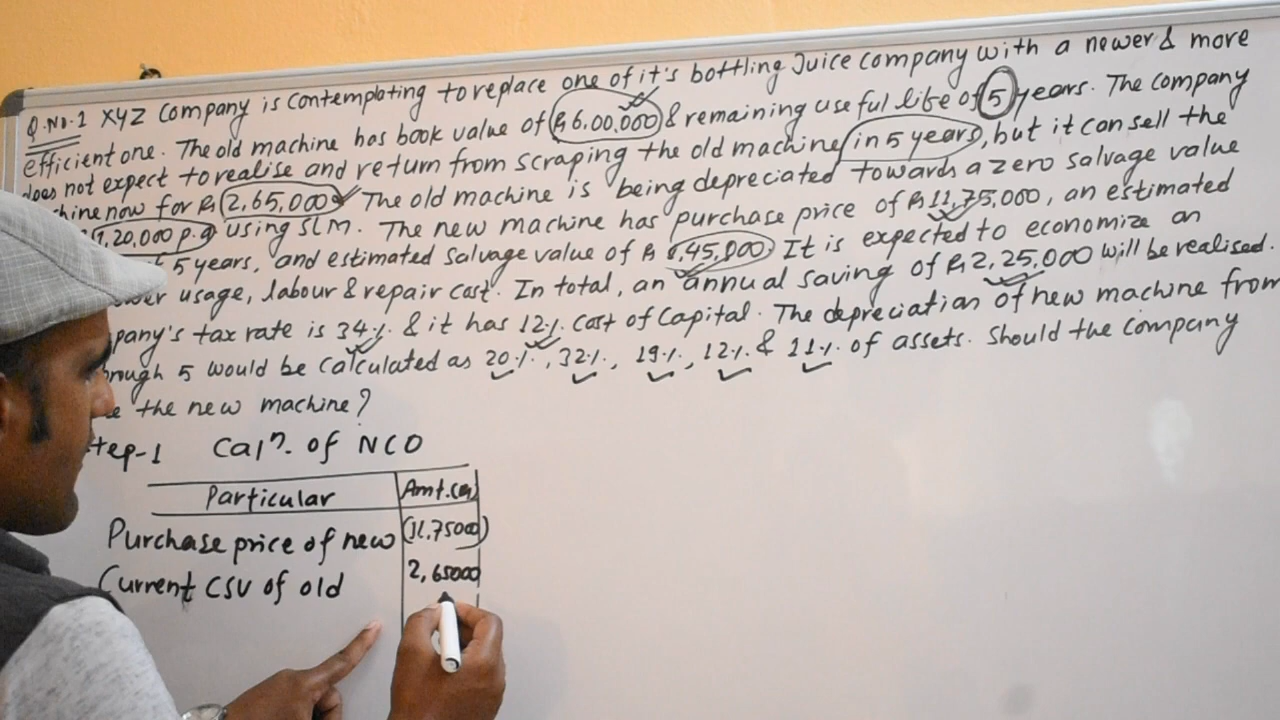 Q.No.1 XYZ Company is Contemplating to replace one of it's bottling Juice company with a newer & more
efficient one. The old machine has book value of Rs 6,00,000 & remaining useful life of 5 years. The company
does not expect to realise and return from scraping the old machine in 5 years, but it can sell the
machine now for Rs 2,65,000. The old machine is being depreciated towards a zero salvage value
1,20,000 p.a using SLM. The new machine has purchase price of Rs 11,75,000, an estimated
5 years, and estimated salvage value of Rs 1,45,000. It is expected to economize on
usage, labour & repair cost. In total, an annual saving of Rs 2,25,000 will be realised.
tax rate is 34%. & it has 12%. Cost of Capital. The depreciation of new machine from
5 would be calculated as 20%, 32%, 19%, 12% & 11% of assets. Should the company
the new machine?
Step-1 Calⁿ. of NCO
Particular Amt.(Rs)
Purchase price of new (11,75000)
Current CSV of old 2,65000